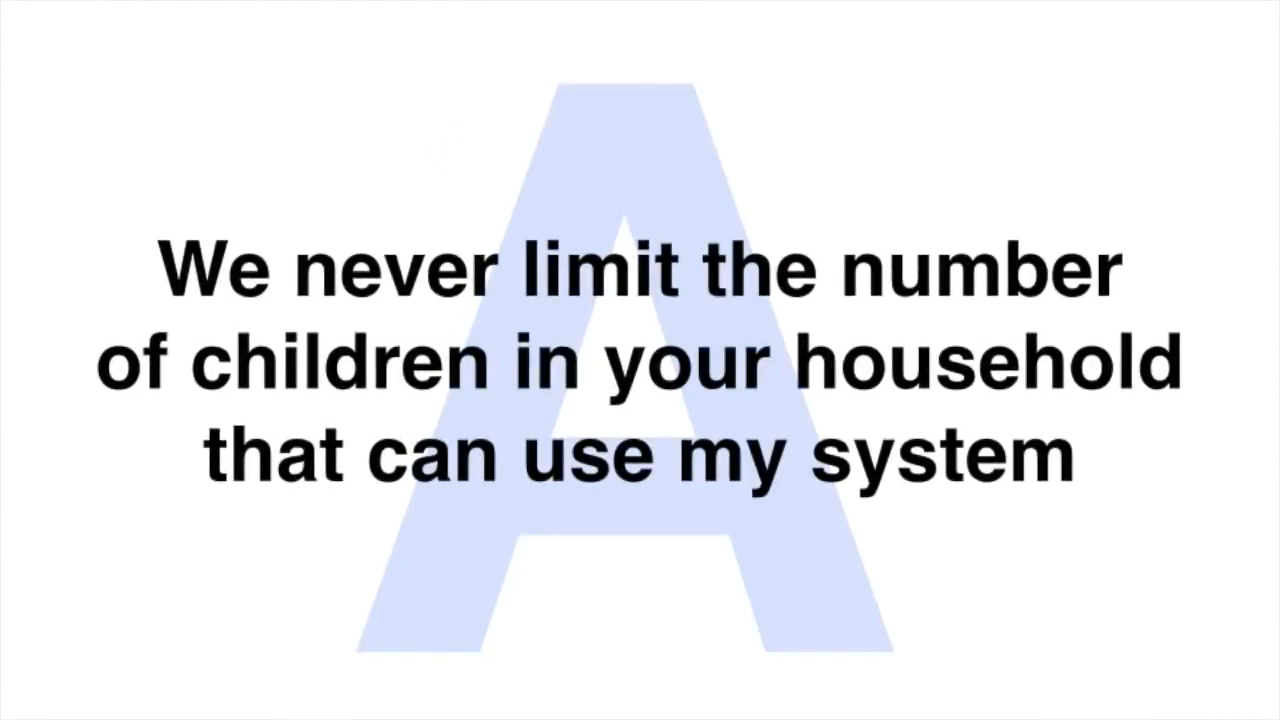 We never limit the number
of children in your household
that can use my system
A